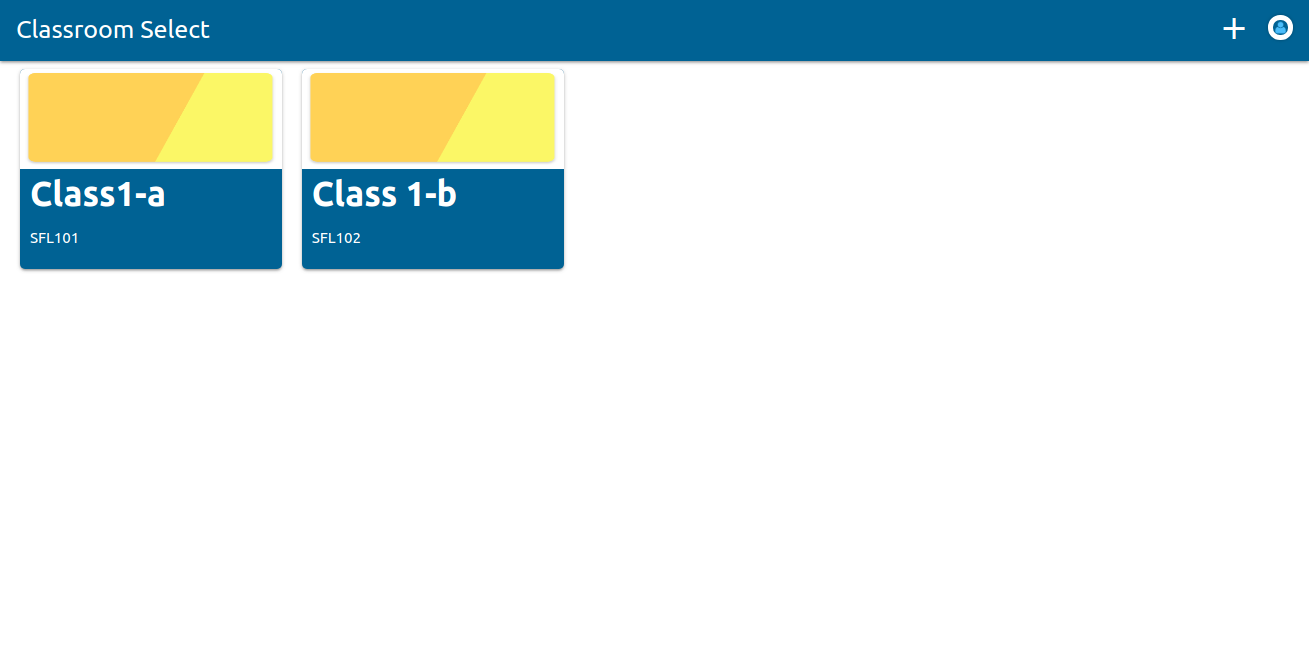 Classroom Select
Class1-a
SFL101
Class 1-b
SFL102